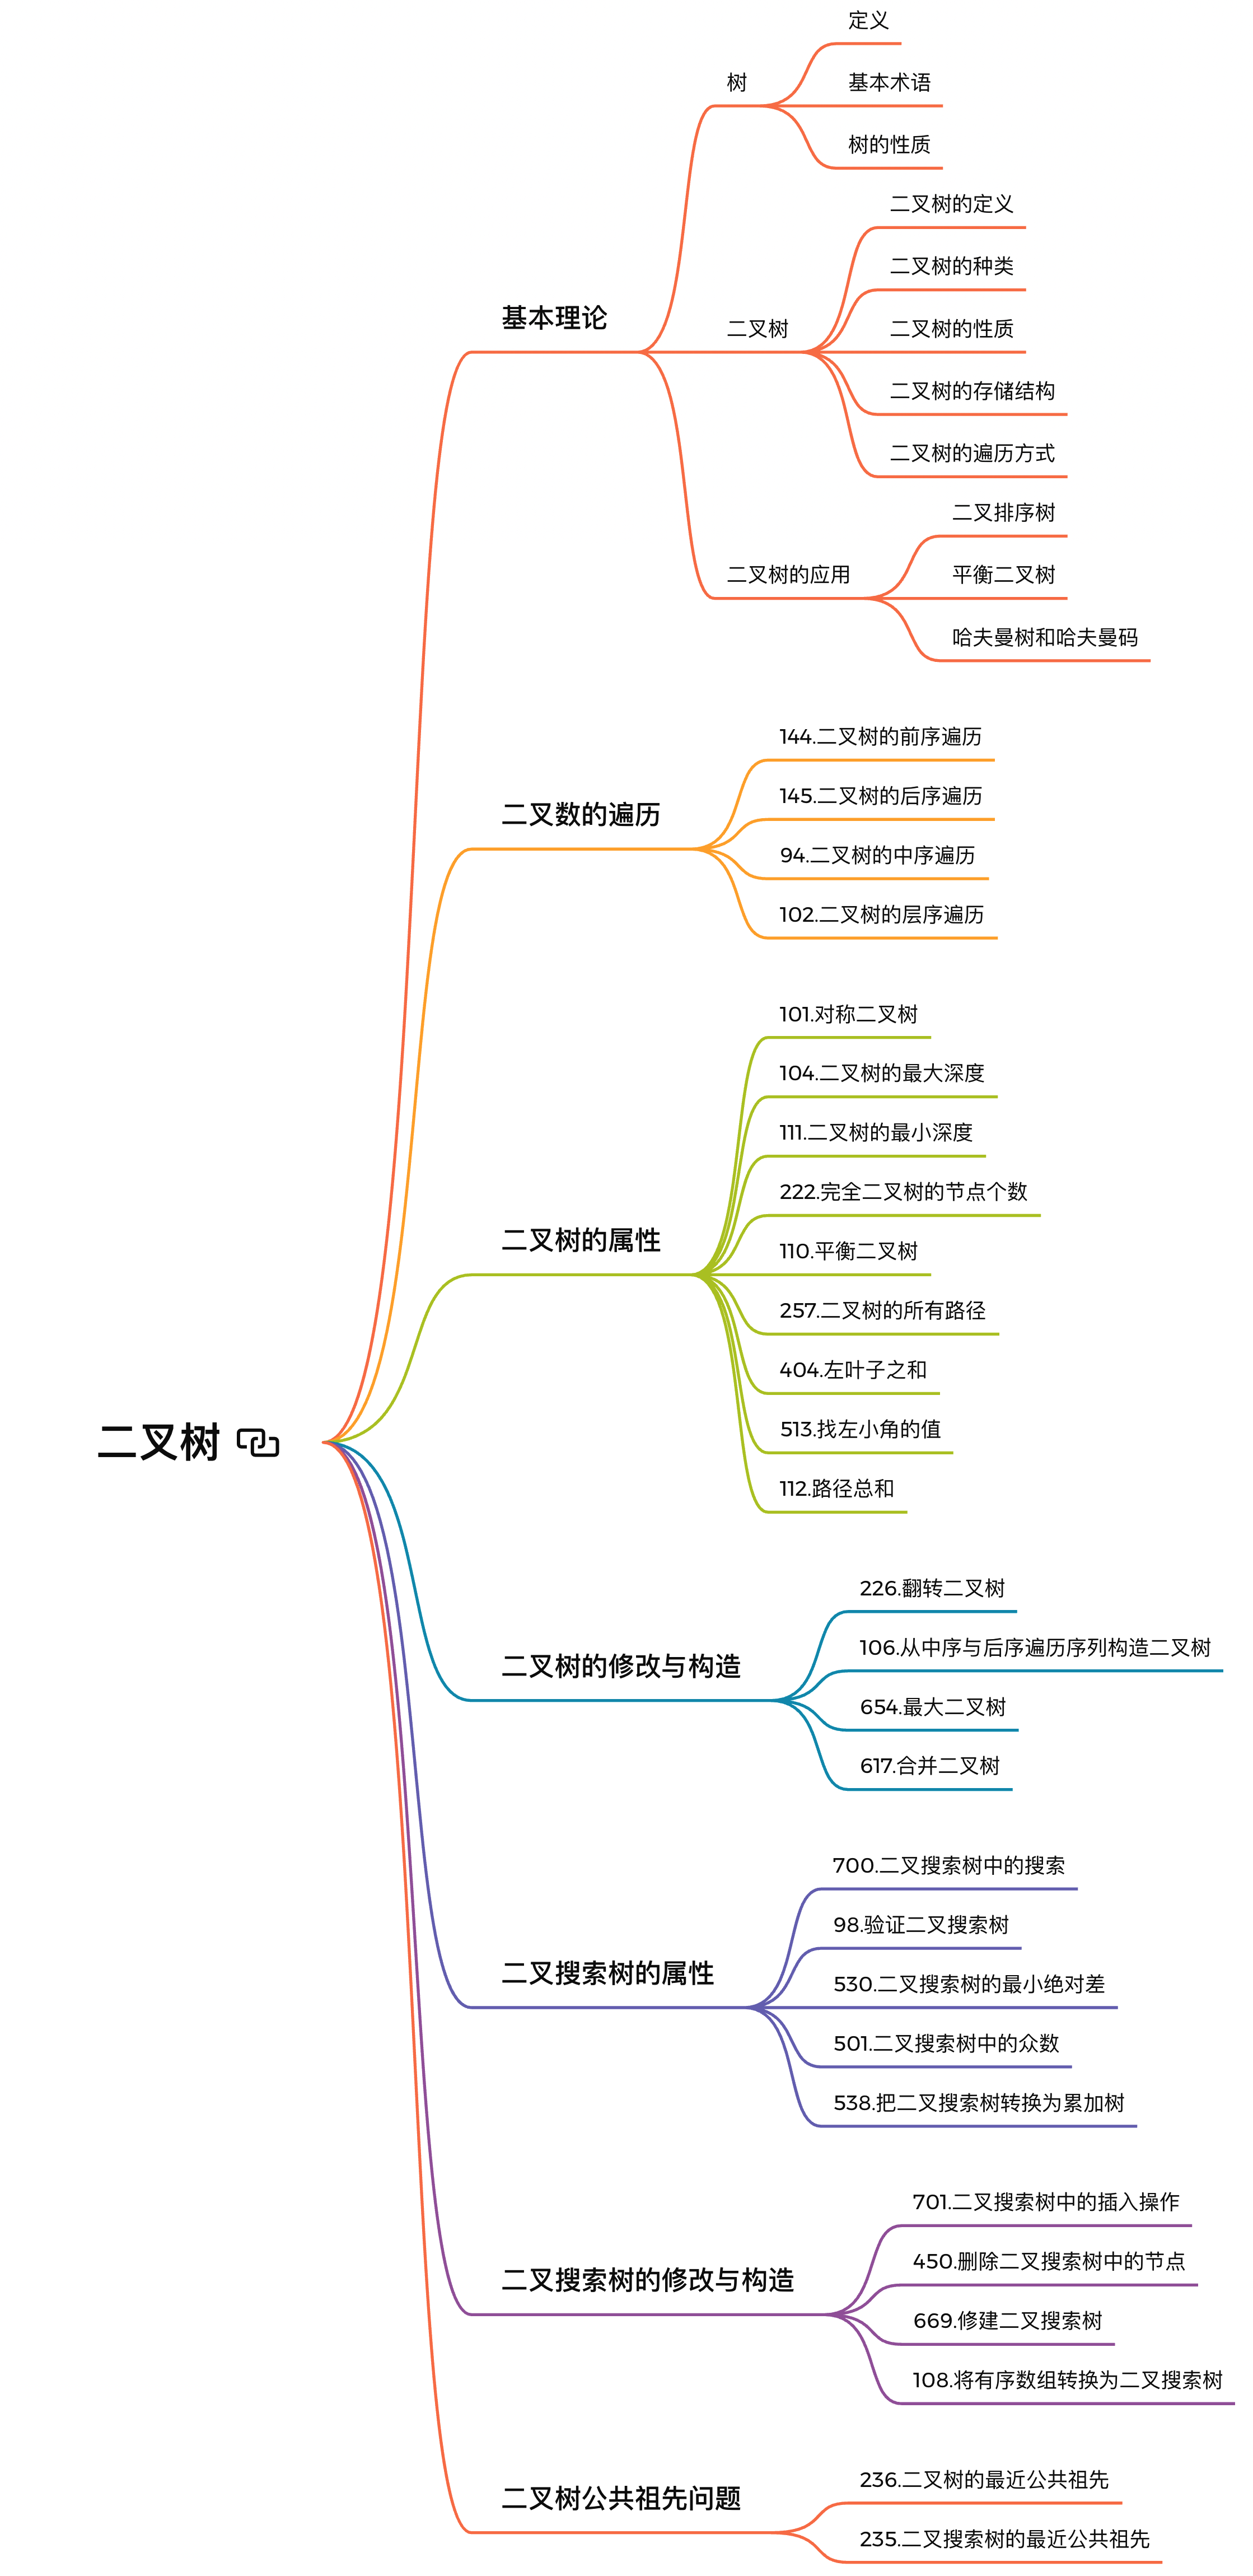 二叉树
基本理论
树
定义
基本术语
树的性质
二叉树
二叉树的定义
二叉树的种类
二叉树的性质
二叉树的存储结构
二叉树的遍历方式
二叉树的应用
二叉排序树
平衡二叉树
哈夫曼树和哈夫曼码
二叉数的遍历
144.二叉树的前序遍历
145.二叉树的后序遍历
94.二叉树的中序遍历
102.二叉树的层序遍历
二叉树的属性
101.对称二叉树
104.二叉树的最大深度
111.二叉树的最小深度
222.完全二叉树的节点个数
110.平衡二叉树
257.二叉树的所有路径
404.左叶子之和
513.找左小角的值
112.路径总和
二叉树的修改与构造
226.翻转二叉树
106.从中序与后序遍历序列构造二叉树
654.最大二叉树
617.合并二叉树
二叉搜索树的属性
700.二叉搜索树中的搜索
98.验证二叉搜索树
530.二叉搜索树的最小绝对差
501.二叉搜索树中的众数
538.把二叉搜索树转换为累加树
二叉搜索树的修改与构造
701.二叉搜索树中的插入操作
450.删除二叉搜索树中的节点
669.修建二叉搜索树
108.将有序数组转换为二叉搜索树
二叉树公共祖先问题
236.二叉树的最近公共祖先
235.二叉搜索树的最近公共祖先